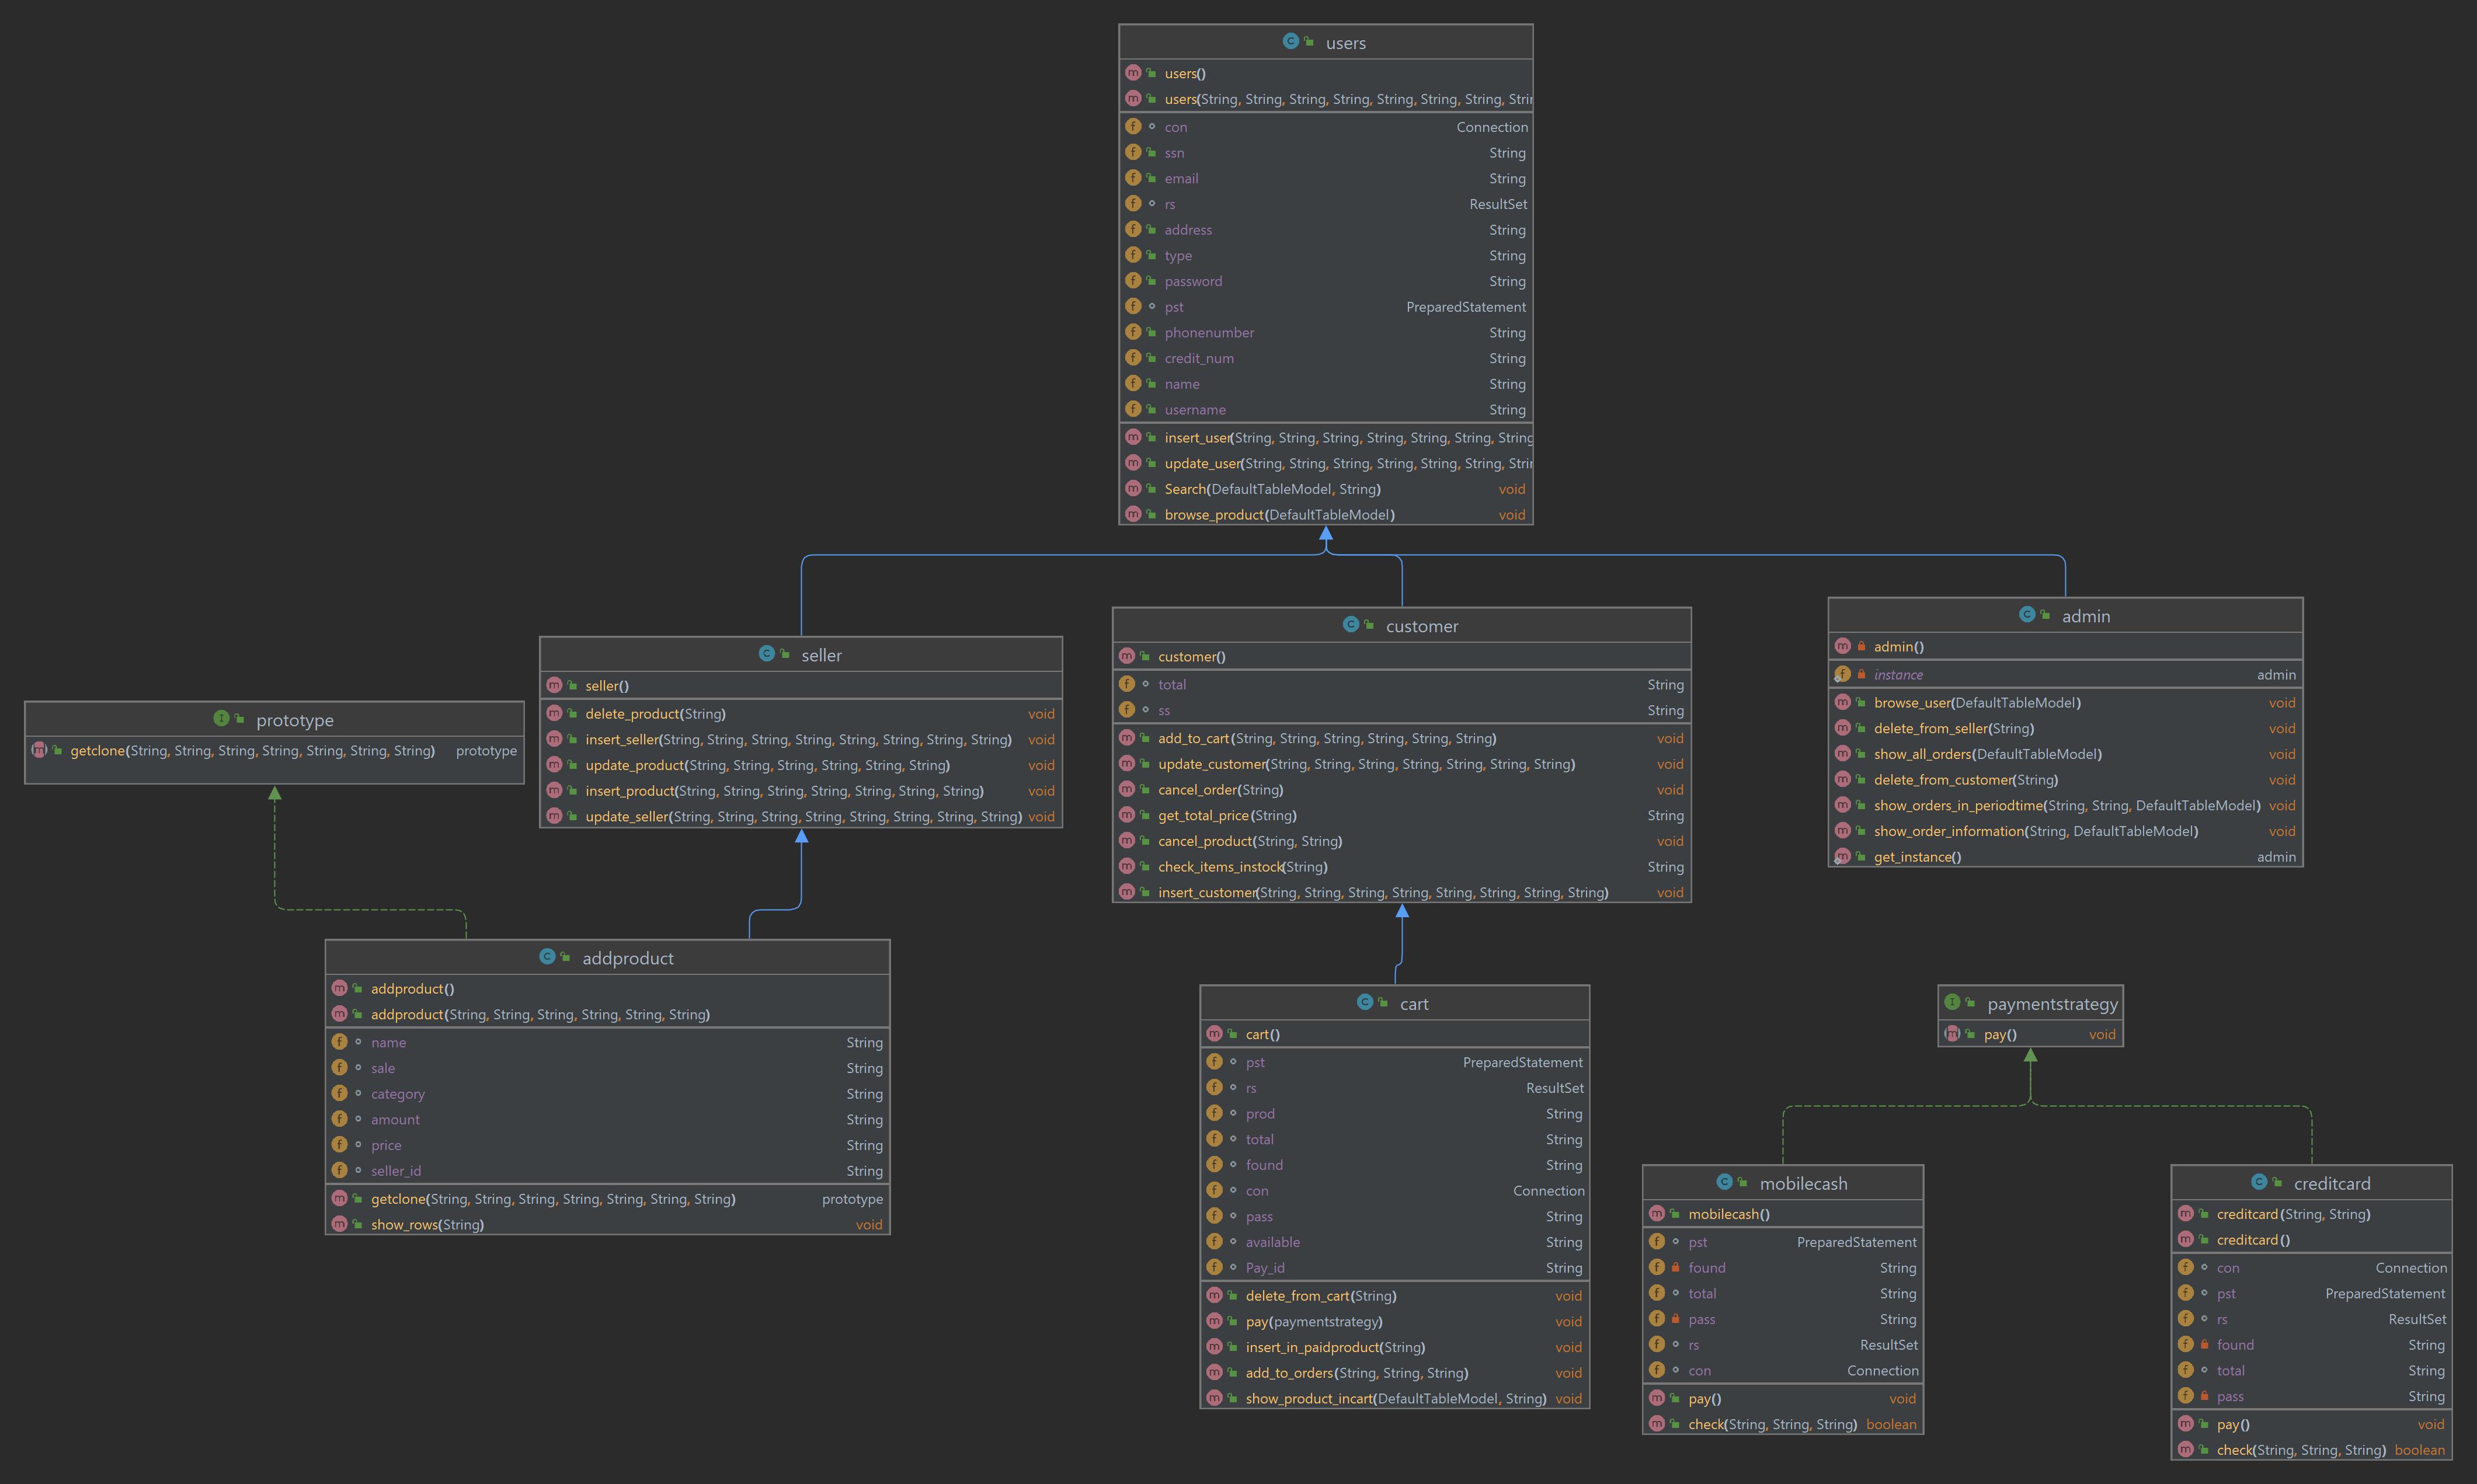 users
users()
users(String, String, String, String, String, String, String, Stri
con Connection
ssn String
email String
rs ResultSet
address String
type String
password String
pst PreparedStatement
phonenumber String
credit_num String
name String
username String
insert_user(String, String, String, String, String, String, String
update_user(String, String, String, String, String, String, Stri
Search(DefaultTableModel, String) void
browse_product(DefaultTableModel) void
prototype
getclone(String, String, String, String, String, String, String) prototype
seller
seller()
delete_product(String) void
insert_seller(String, String, String, String, String, String, String, String) void
update_product(String, String, String, String, String, String) void
insert_product(String, String, String, String, String, String, String) void
update_seller(String, String, String, String, String, String, String, String) void
customer
customer()
total String
ss String
add_to_cart(String, String, String, String, String, String) void
update_customer(String, String, String, String, String, String, String) void
cancel_order(String) void
get_total_price(String) String
cancel_product(String, String) void
check_items_instock(String) String
insert_customer(String, String, String, String, String, String, String, String) void
admin
admin()
instance admin
browse_user(DefaultTableModel) void
delete_from_seller(String) void
show_all_orders(DefaultTableModel) void
delete_from_customer(String) void
show_orders_in_periodtime(String, String, DefaultTableModel) void
show_order_information(String, DefaultTableModel) void
get_instance() admin
addproduct
addproduct()
addproduct(String, String, String, String, String, String)
name String
sale String
category String
amount String
price String
seller_id String
getclone(String, String, String, String, String, String, String) prototype
show_rows(String) void
cart
cart()
pst PreparedStatement
rs ResultSet
prod String
total String
found String
con Connection
pass String
available String
Pay_id String
delete_from_cart(String) void
pay(paymentstrategy) void
insert_in_paidproduct(String) void
add_to_orders(String, String, String) void
show_product_incart(DefaultTableModel, String) void
paymentstrategy
pay() void
mobilecash
mobilecash()
pst PreparedStatement
found String
total String
pass String
rs ResultSet
con Connection
pay() void
check(String, String, String) boolean
creditcard
creditcard(String, String)
creditcard()
con Connection
pst PreparedStatement
rs ResultSet
found String
total String
pass String
pay() void
check(String, String, String) boolean